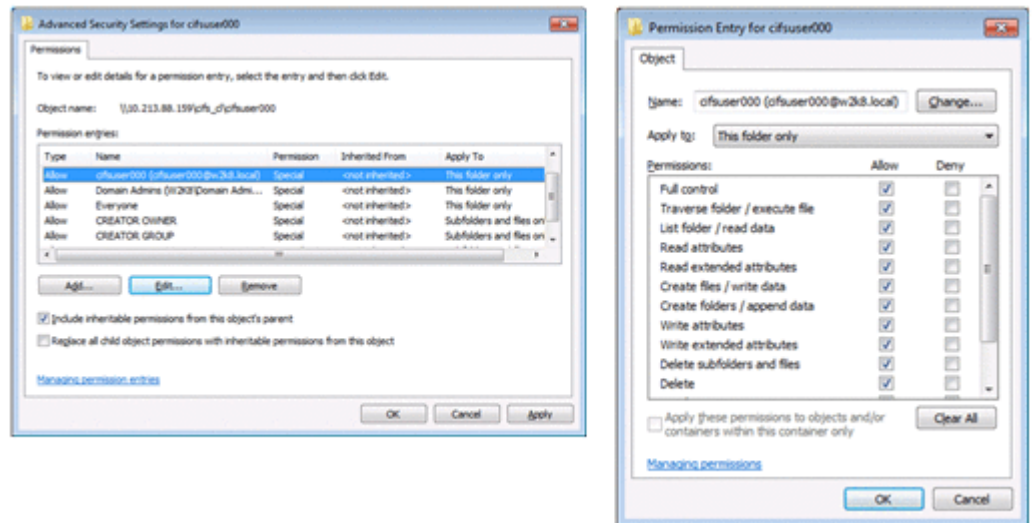 Advanced Security Settings for cifsuser000
Permissions
To view or edit details for a permission entry, select the entry and then click Edit.
Object name: \\10.213.88.159\cifs_cl\cifsuser000
Permission entries:
Type Name Permission Inherited From Apply To
Allow cifsuser000 (cifsuser000@w2k8.local) Special <not inherited> This folder only
Allow Domain Admins (W2K8\Domain Admi... Special <not inherited> This folder only
Allow Everyone Special <not inherited> This folder only
Allow CREATOR OWNER Special <not inherited> Subfolders and files on
Allow CREATOR GROUP Special <not inherited> Subfolders and files on
Add... Edit... Remove
Include inheritable permissions from this object's parent
Replace all child object permissions with inheritable permissions from this object
Managing permission entries
OK Cancel Apply
Permission Entry for cifsuser000
Object
Name: cifsuser000 (cifsuser000@w2k8.local) Change...
Apply to: This folder only
Permissions: Allow Deny
Full control
Traverse folder / execute file
List folder / read data
Read attributes
Read extended attributes
Create files / write data
Create folders / append data
Write attributes
Write extended attributes
Delete subfolders and files
Delete
Apply these permissions to objects and/or
containers within this container only
Clear All
Managing permissions
OK Cancel